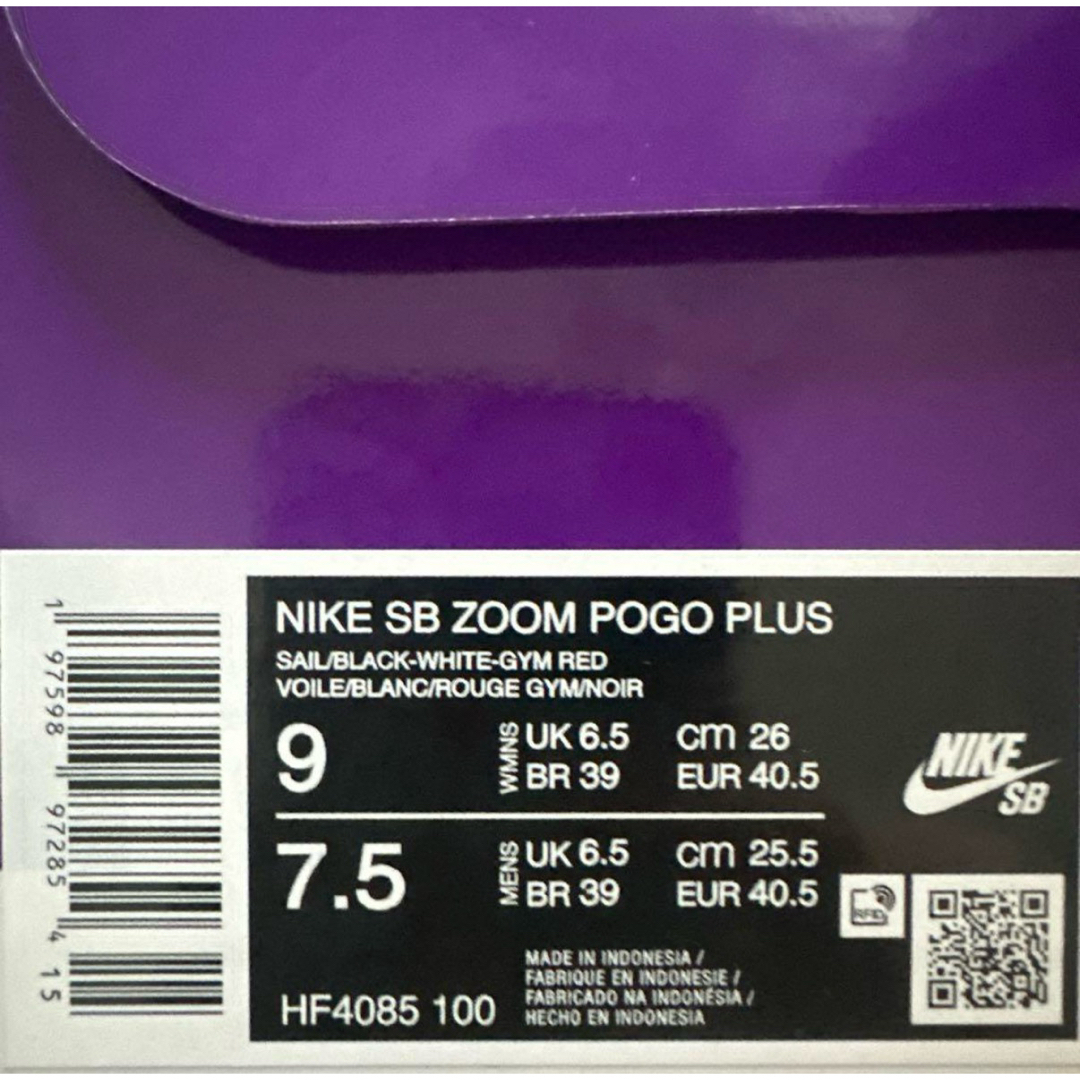 NIKE SB ZOOM POGO PLUS
SAIL/BLACK-WHITE-GYM RED
VOILE/BLANC/ROUGE GYM/NOIR
9 WMNS UK 6.5 cm 26
BR 39 EUR 40.5
7.5 MENS UK 6.5 cm 25.5
BR 39 EUR 40.5
NIKE
SB
RFID
MADE IN INDONESIA /
FABRIQUE EN INDONESIE /
FABRICADO NA INDONÉSIA /
HECHO EN INDONESIA
HF4085 100
1 97598 97285 4 15